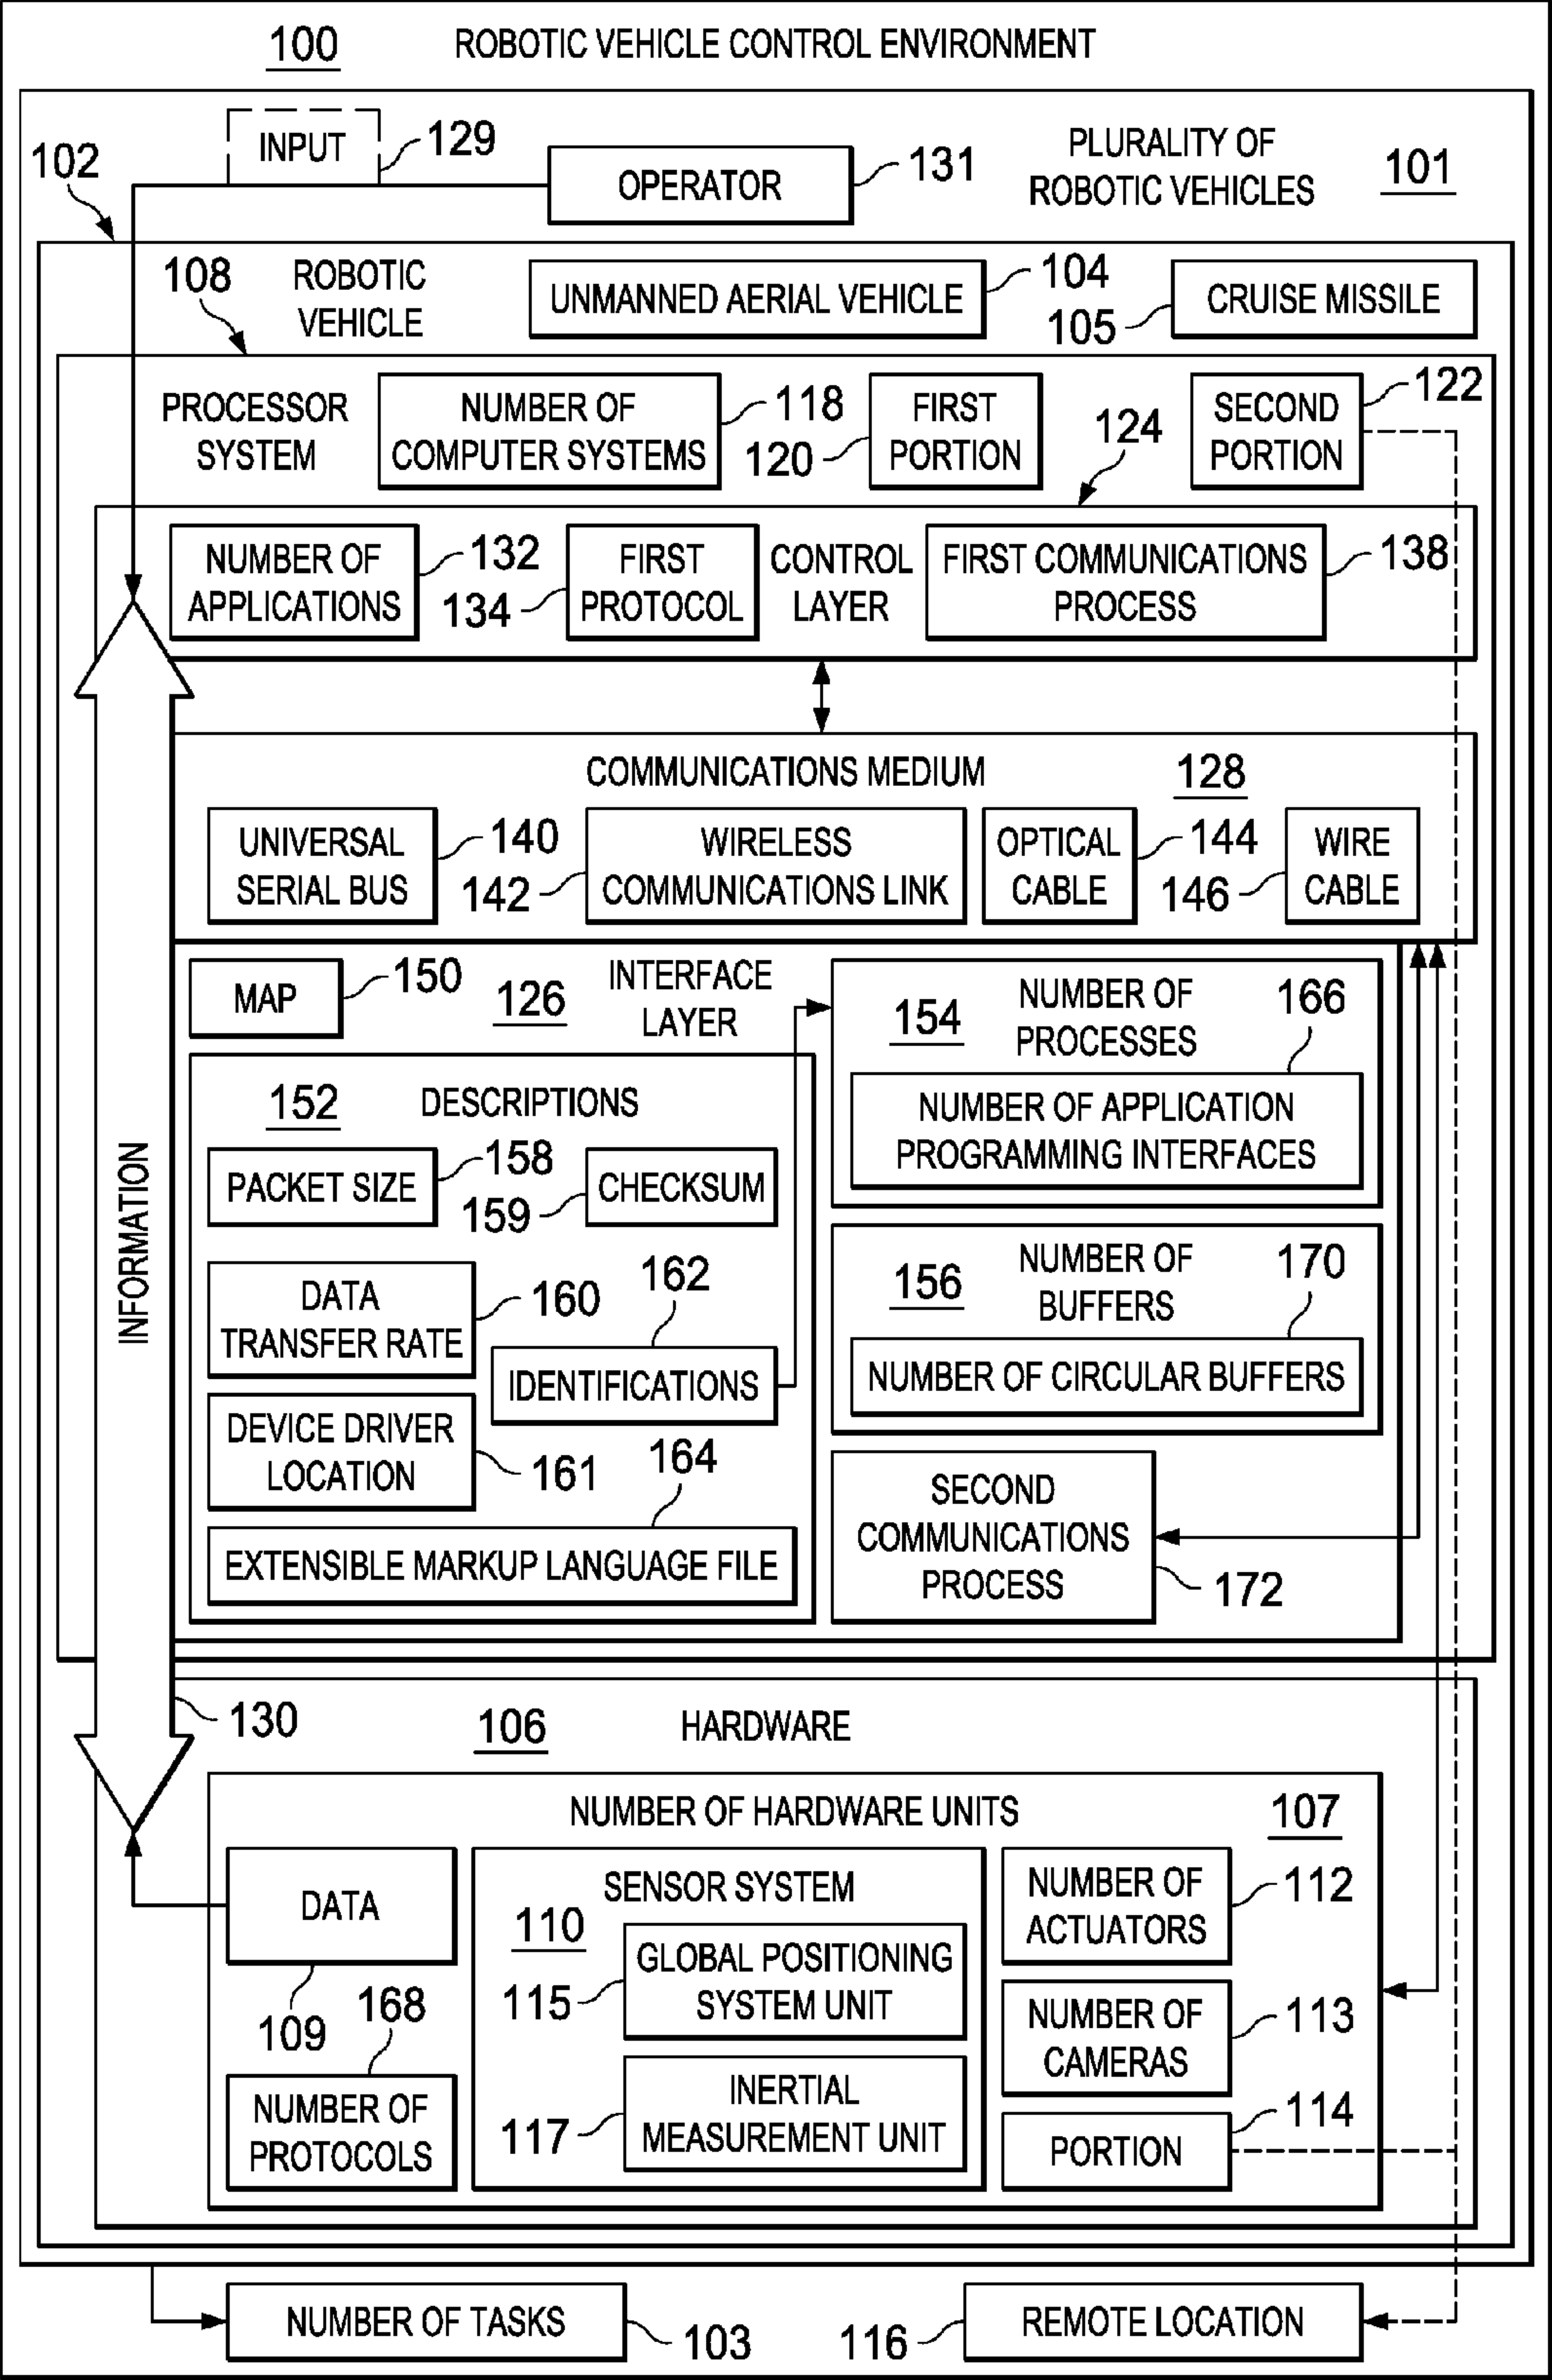 100 ROBOTIC VEHICLE CONTROL ENVIRONMENT
INPUT
129
102
OPERATOR
131
PLURALITY OF
ROBOTIC VEHICLES
101
108
ROBOTIC
VEHICLE
UNMANNED AERIAL VEHICLE
104
105
CRUISE MISSILE
PROCESSOR
SYSTEM
NUMBER OF
COMPUTER SYSTEMS
118
120
FIRST
PORTION
124
SECOND
PORTION
122
NUMBER OF
APPLICATIONS
132
134
FIRST
PROTOCOL
CONTROL
LAYER
FIRST COMMUNICATIONS
PROCESS
138
COMMUNICATIONS MEDIUM
128
UNIVERSAL
SERIAL BUS
140
142
WIRELESS
COMMUNICATIONS LINK
OPTICAL
CABLE
144
146
WIRE
CABLE
MAP
150
126
INTERFACE
LAYER
154
NUMBER OF
PROCESSES
166
NUMBER OF APPLICATION
PROGRAMMING INTERFACES
152
DESCRIPTIONS
PACKET SIZE
158
159
CHECKSUM
INFORMATION
DATA
TRANSFER RATE
160
162
IDENTIFICATIONS
156
NUMBER OF
BUFFERS
170
NUMBER OF CIRCULAR BUFFERS
DEVICE DRIVER
LOCATION
161
164
EXTENSIBLE MARKUP LANGUAGE FILE
SECOND
COMMUNICATIONS
PROCESS
172
130
106
HARDWARE
NUMBER OF HARDWARE UNITS
107
DATA
109
168
NUMBER OF
PROTOCOLS
SENSOR SYSTEM
110
115
GLOBAL POSITIONING
SYSTEM UNIT
117
INERTIAL
MEASUREMENT UNIT
NUMBER OF
ACTUATORS
112
NUMBER OF
CAMERAS
113
PORTION
114
NUMBER OF TASKS
103
116
REMOTE LOCATION